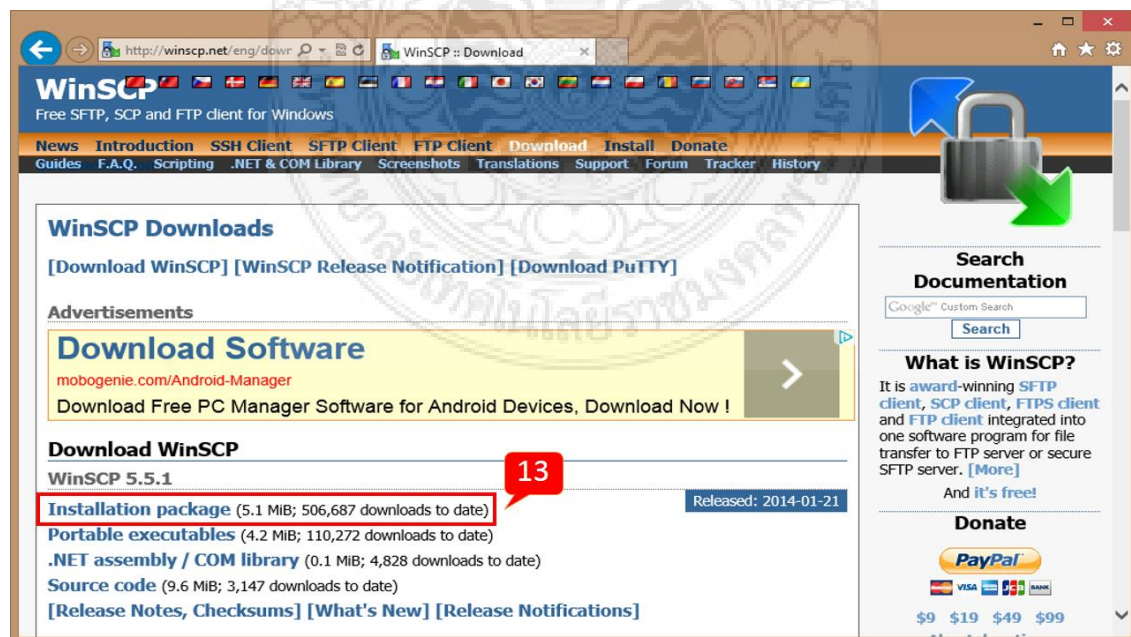 http://winscp.net/eng/dowr
WinSCP :: Download
WinSCP
Free SFTP, SCP and FTP client for Windows
News Introduction SSH Client SFTP Client FTP Client Download Install Donate
Guides F.A.Q. Scripting .NET & COM Library Screenshots Translations Support Forum Tracker History
WinSCP Downloads
[Download WinSCP] [WinSCP Release Notification] [Download PuTTY]
Advertisements
Download Software
mobogenie.com/Android-Manager
Download Free PC Manager Software for Android Devices, Download Now !
Download WinSCP
WinSCP 5.5.1
13
Released: 2014-01-21
Installation package (5.1 MiB; 506,687 downloads to date)
Portable executables (4.2 MiB; 110,272 downloads to date)
.NET assembly / COM library (0.1 MiB; 4,828 downloads to date)
Source code (9.6 MiB; 3,147 downloads to date)
[Release Notes, Checksums] [What's New] [Release Notifications]
Search
Documentation
Google™ Custom Search
Search
What is WinSCP?
It is award-winning SFTP
client, SCP client, FTPS client
and FTP client integrated into
one software program for file
transfer to FTP server or secure
SFTP server. [More]
And it's free!
Donate
PayPal
VISA
BANK
$9 $19 $49 $99